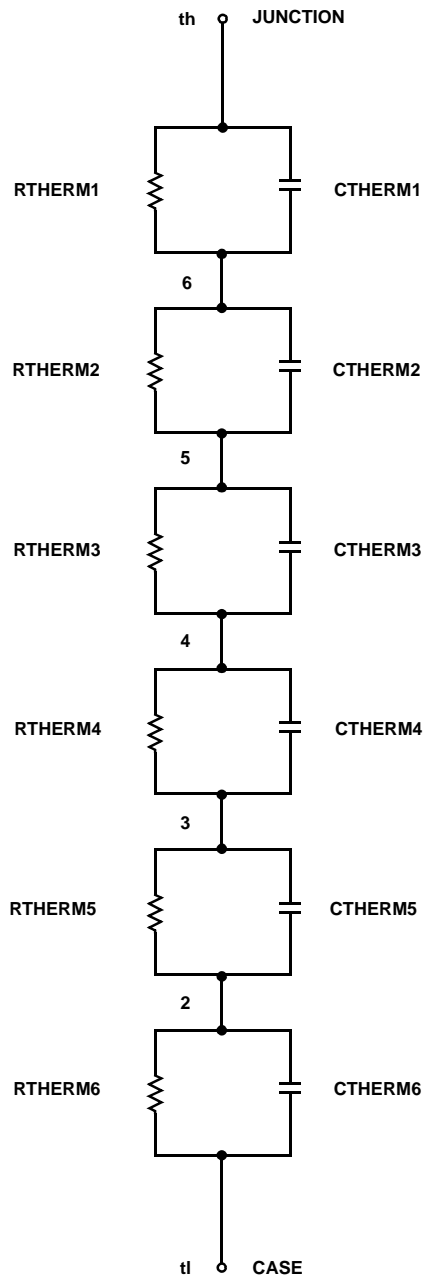 th JUNCTION
RTHERM1 CTHERM1
6
RTHERM2 CTHERM2
5
RTHERM3 CTHERM3
4
RTHERM4 CTHERM4
3
RTHERM5 CTHERM5
2
RTHERM6 CTHERM6
tl CASE